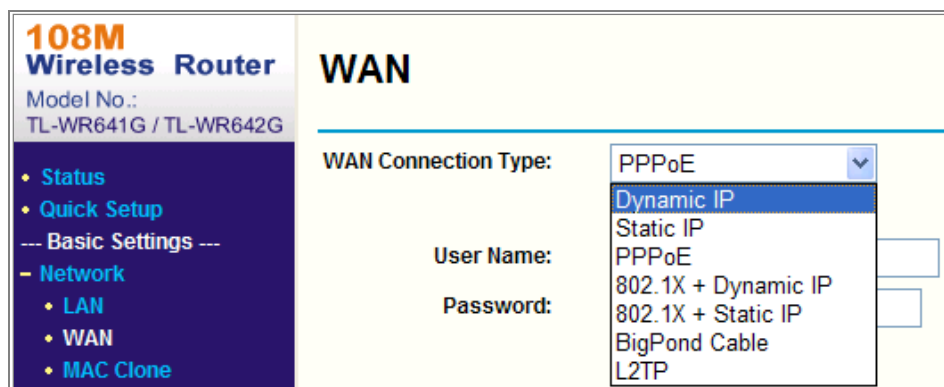 108M
Wireless Router
Model No.:
TL-WR641G / TL-WR642G
• Status
• Quick Setup
--- Basic Settings ---
– Network
• LAN
• WAN
• MAC Clone
WAN
WAN Connection Type:
PPPoE
Dynamic IP
Static IP
PPPoE
802.1X + Dynamic IP
802.1X + Static IP
BigPond Cable
L2TP
User Name:
Password: